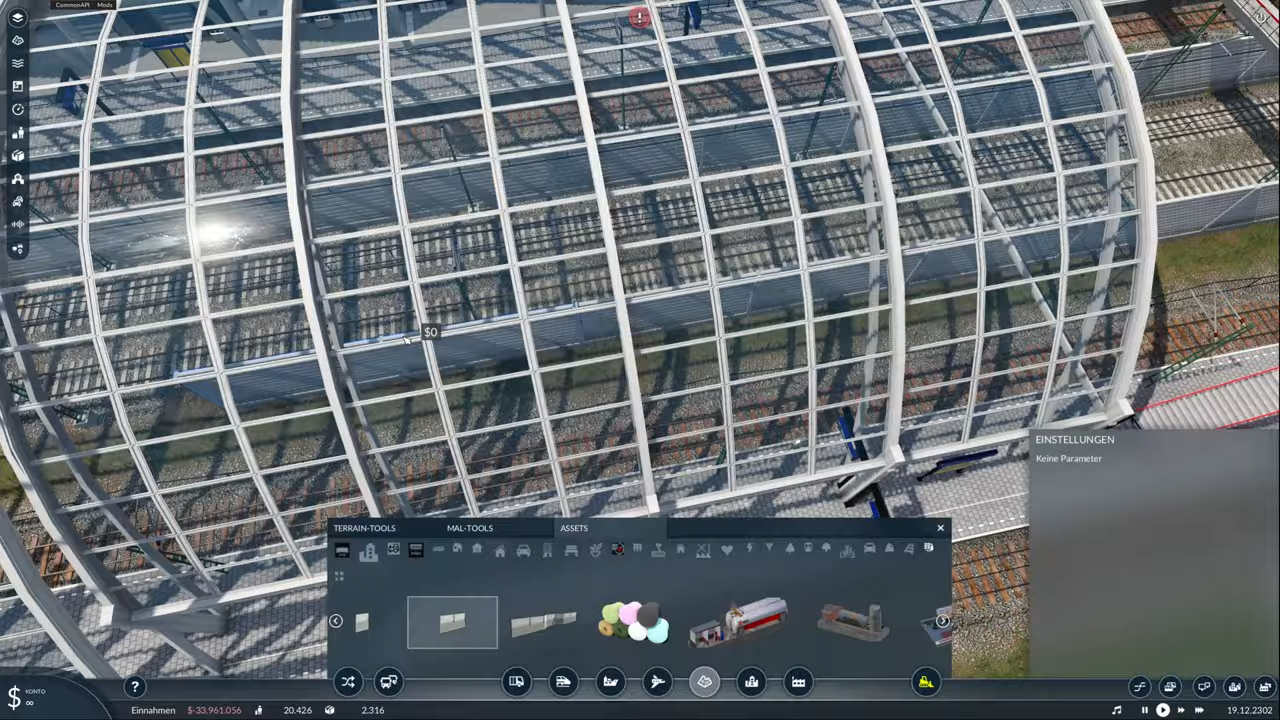 CommonAPI Mods
$0
EINSTELLUNGEN
Keine Parameter
TERRAIN-TOOLS MAL-TOOLS ASSETS
?
$ KONTO
∞
Einnahmen $-33.961.056 20.426 2.316 19.12.2302